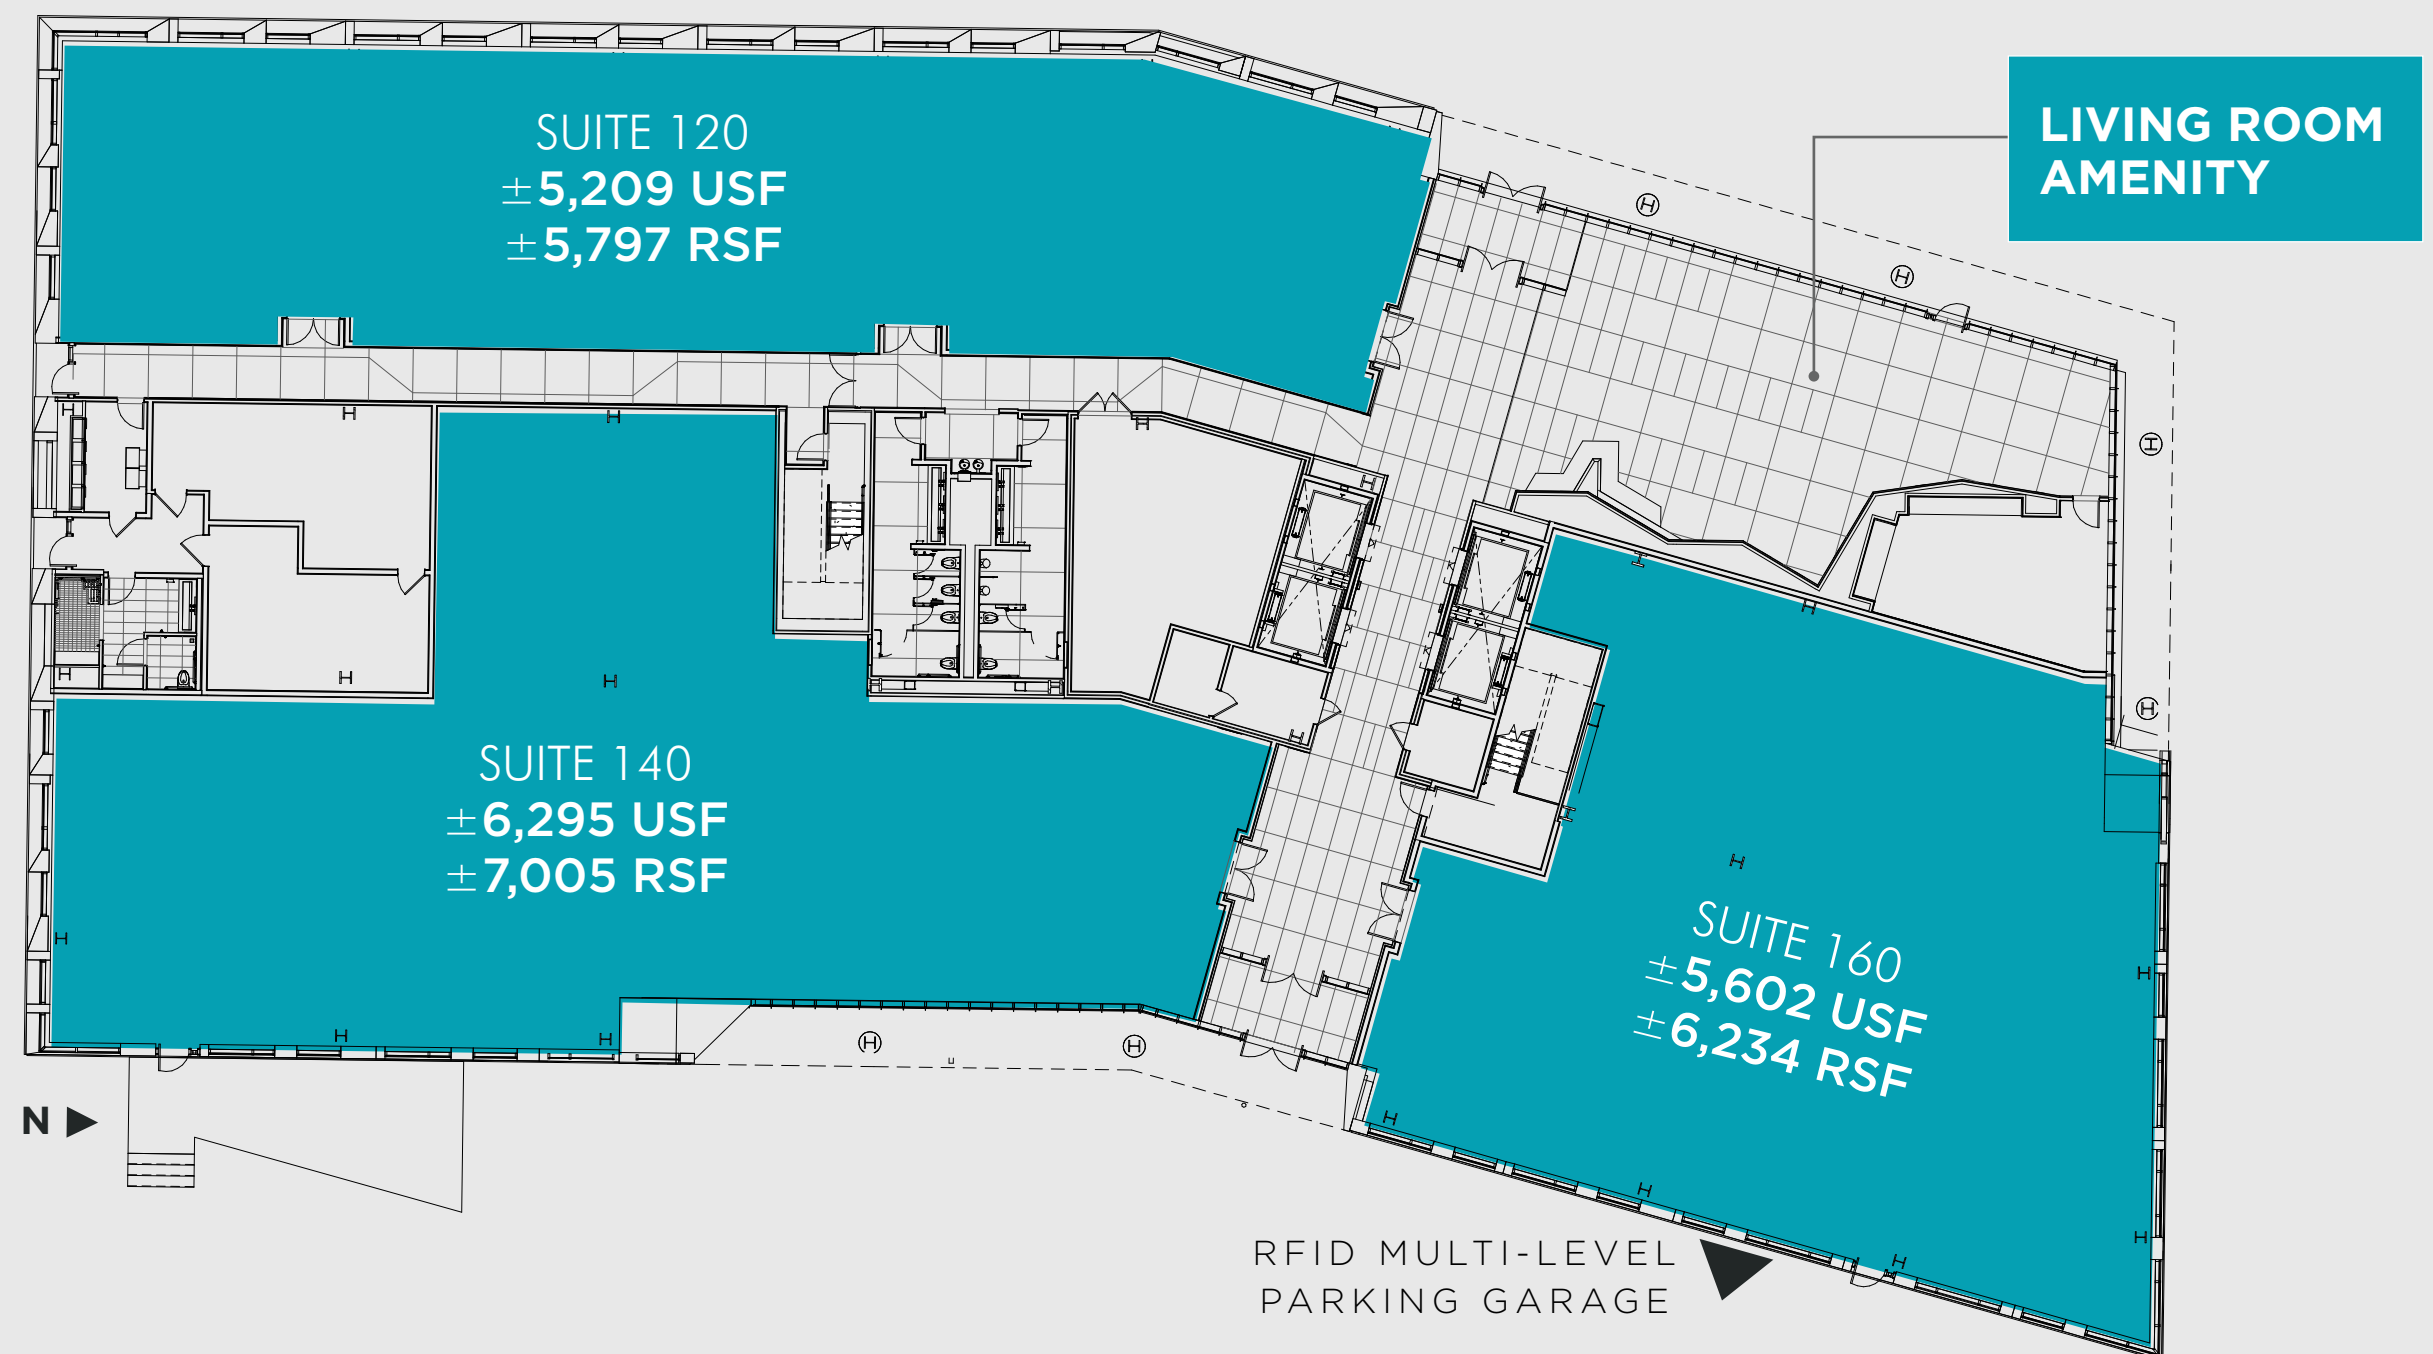 SUITE 120
±5,209 USF
±5,797 RSF
LIVING ROOM
AMENITY
SUITE 140
±6,295 USF
±7,005 RSF
SUITE 160
±5,602 USF
±6,234 RSF
N
RFID MULTI-LEVEL
PARKING GARAGE